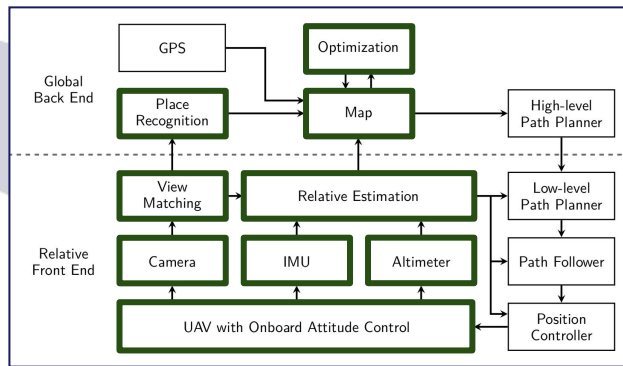 GPS
Optimization
Global
Back End
Place
Recognition
Map
High-level
Path Planner
View
Matching
Relative Estimation
Low-level
Path Planner
Relative
Front End
Camera
IMU
Altimeter
Path Follower
UAV with Onboard Attitude Control
Position
Controller